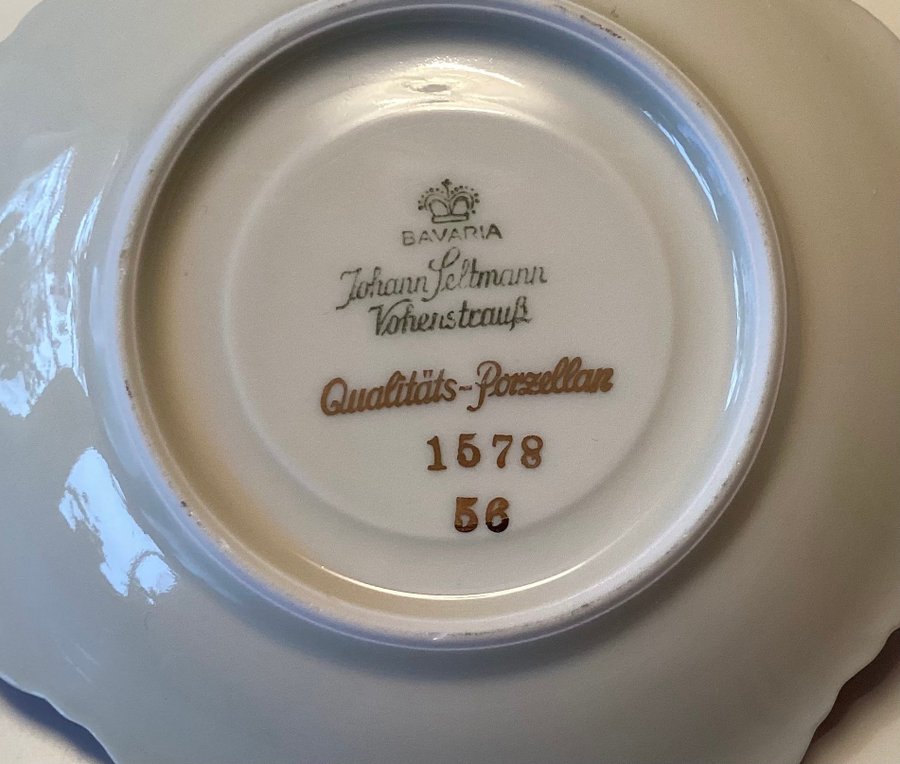 BAVARIA
Johann Seltmann
Vohenstrauß
Qualitäts-Porzellan
1578
56